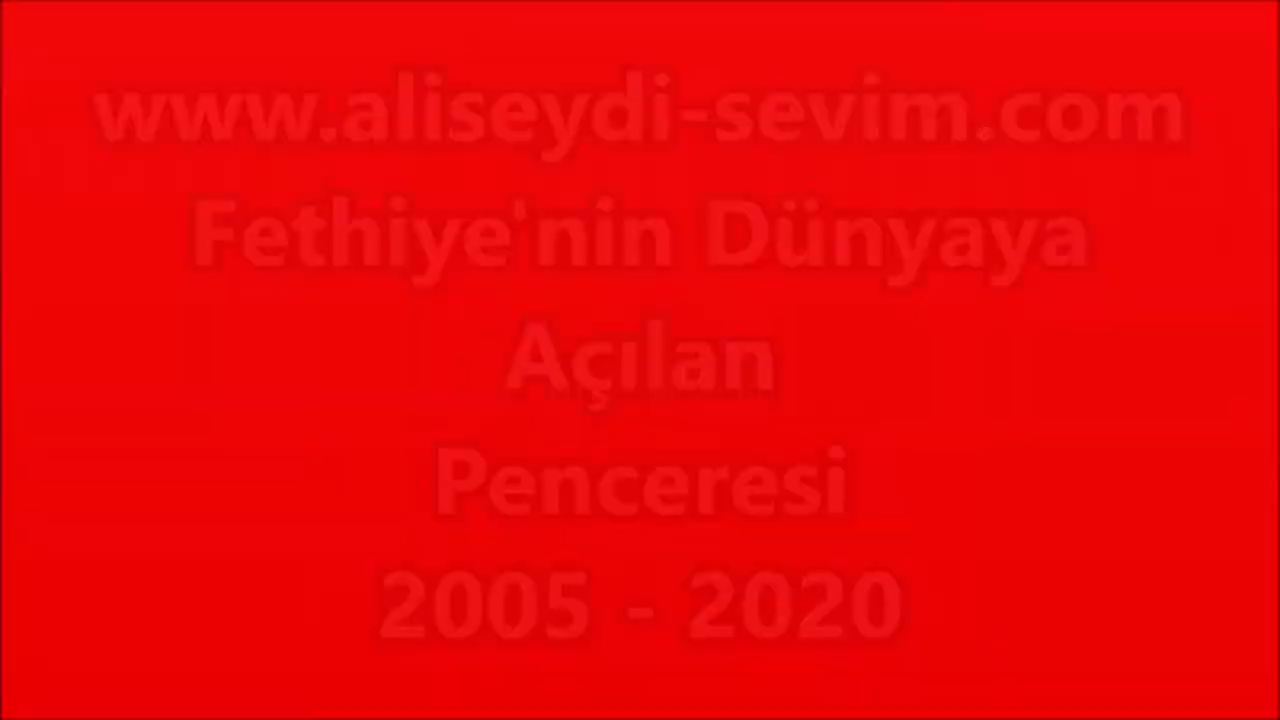 www.aliseydi-sevim.com
Fethiye'nin Dünyaya
Açılan
Penceresi
2005 - 2020